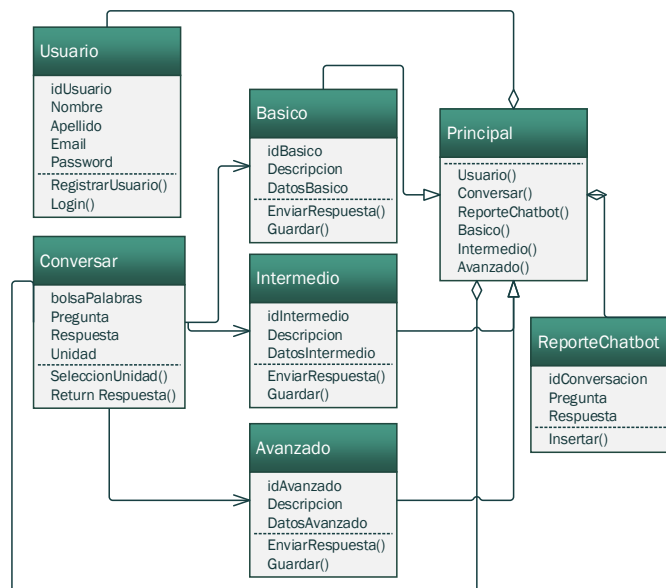 Usuario
idUsuario
Nombre
Apellido
Email
Password
RegistrarUsuario()
Login()
Basico
idBasico
Descripcion
DatosBasico
EnviarRespuesta()
Guardar()
Principal
Usuario()
Conversar()
ReporteChatbot()
Basico()
Intermedio()
Avanzado()
Conversar
bolsaPalabras
Pregunta
Respuesta
Unidad
SeleccionUnidad()
Return Respuesta()
Intermedio
idIntermedio
Descripcion
DatosIntermedio
EnviarRespuesta()
Guardar()
ReporteChatbot
idConversacion
Pregunta
Respuesta
Insertar()
Avanzado
idAvanzado
Descripcion
DatosAvanzado
EnviarRespuesta()
Guardar()